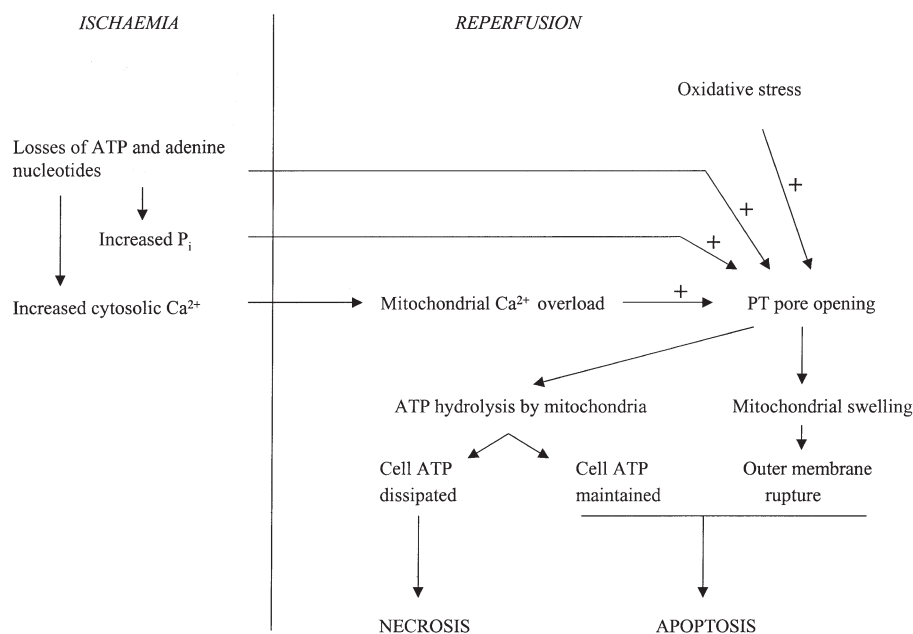 ISCHAEMIA
REPERFUSION
Oxidative stress
Losses of ATP and adenine
nucleotides
+
+
Increased Pi
+
Increased cytosolic Ca²⁺
Mitochondrial Ca²⁺ overload
+
PT pore opening
ATP hydrolysis by mitochondria
Mitochondrial swelling
Cell ATP
dissipated
Cell ATP
maintained
Outer membrane
rupture
NECROSIS
APOPTOSIS